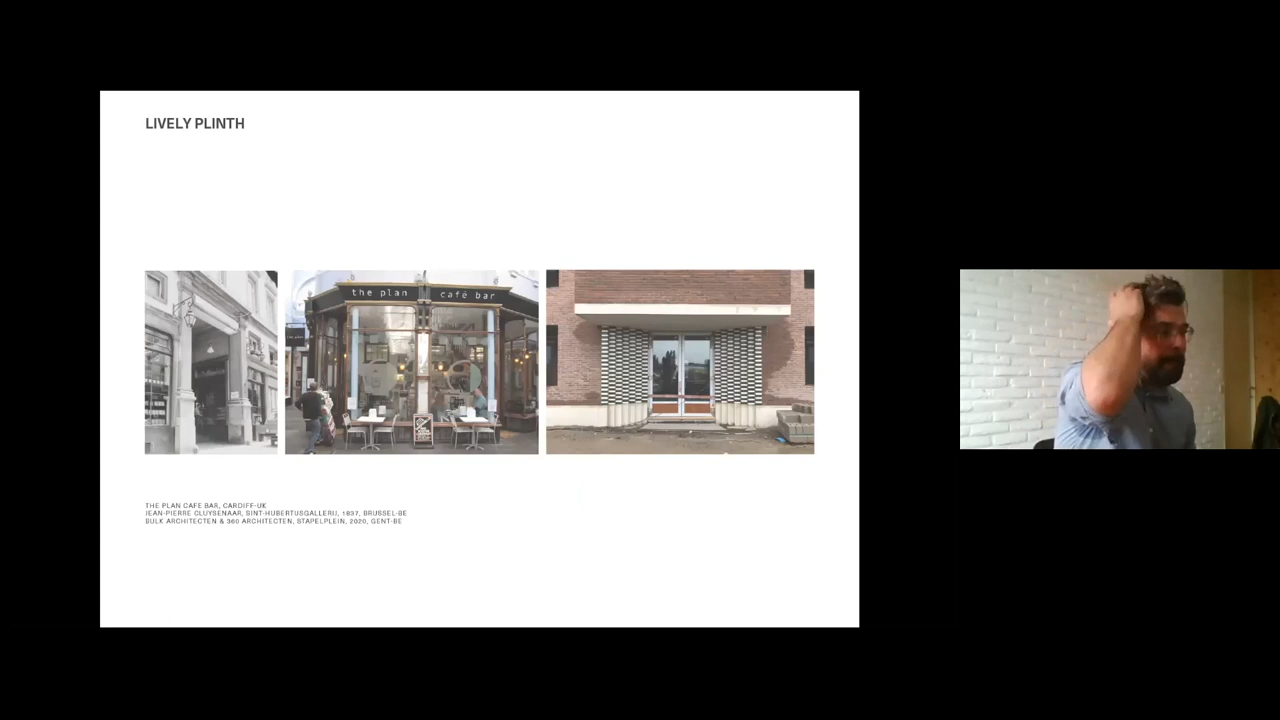 LIVELY PLINTH
the plan café bar
THE PLAN CAFE BAR, CARDIFF-UK
JEAN-PIERRE CLUYSENAAR, SINT-HUBERTUSGALLERIJ, 1837, BRUSSEL-BE
BULK ARCHITECTEN & 360 ARCHITECTEN, STAPELPLEIN, 2020, GENT-BE